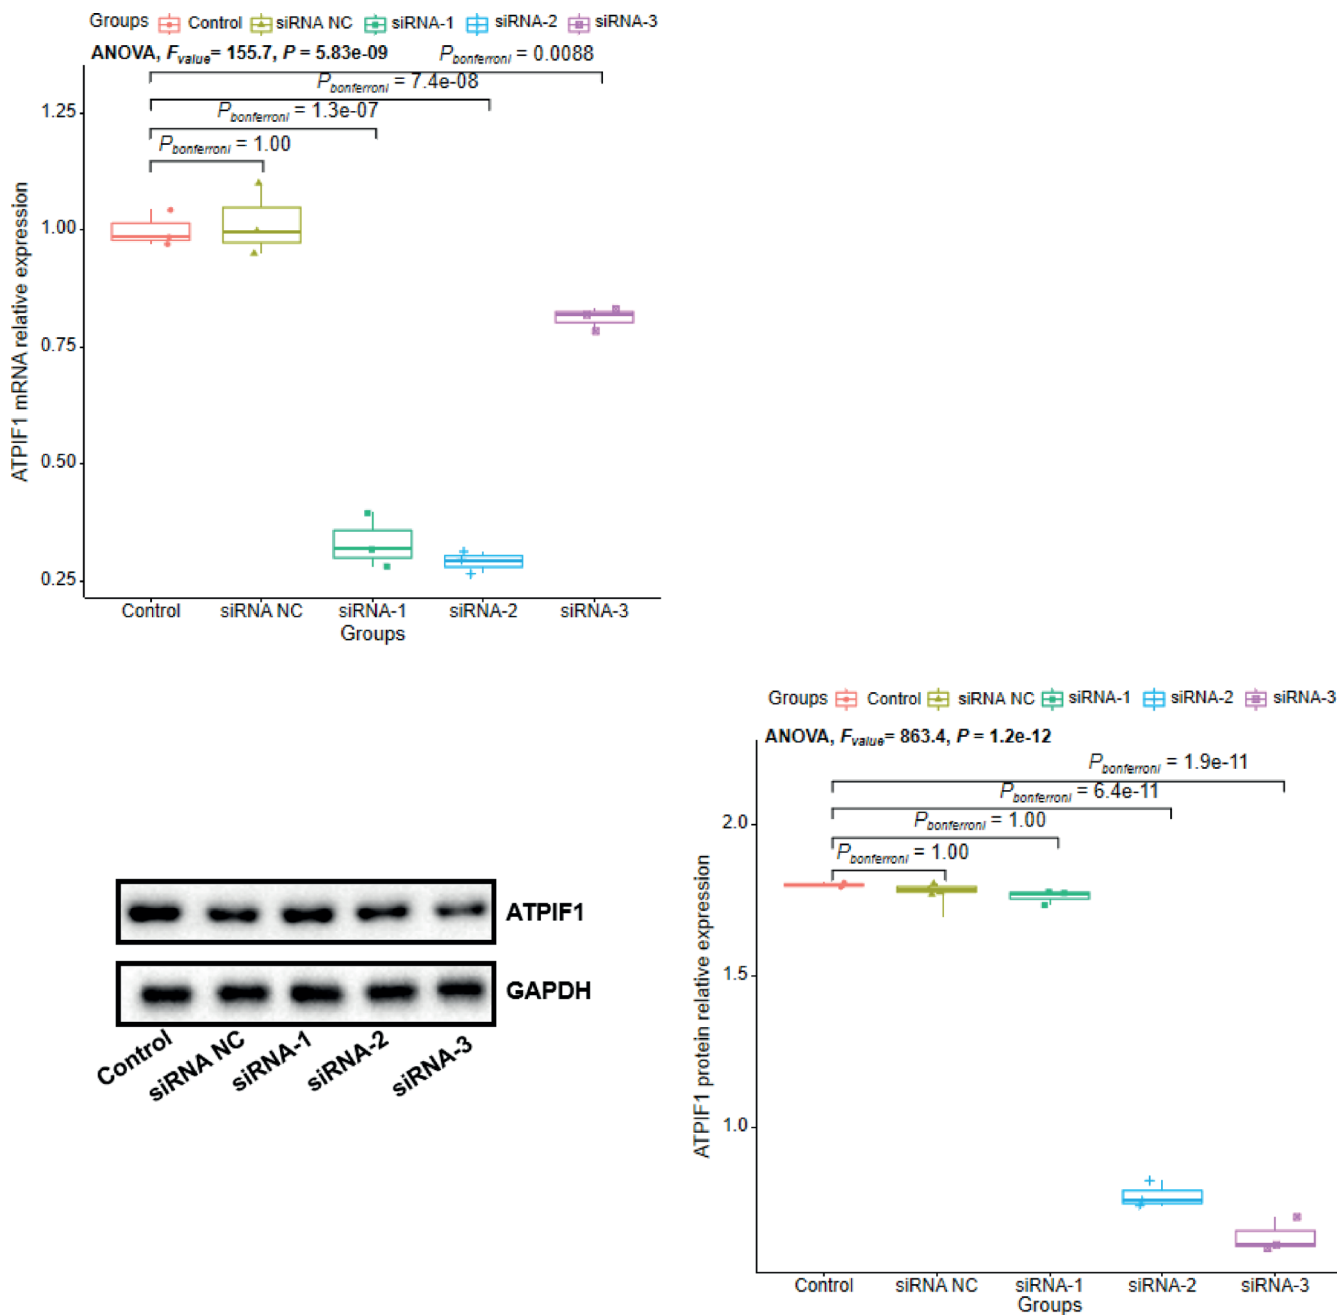 Groups Control siRNA NC siRNA-1 siRNA-2 siRNA-3
ANOVA, Fvalue= 155.7, P = 5.83e-09
Pbonferroni = 0.0088
Pbonferroni = 7.4e-08
Pbonferroni = 1.3e-07
Pbonferroni = 1.00
ATPIF1 mRNA relative expression
1.25
1.00
0.75
0.50
0.25
Control siRNA NC siRNA-1 siRNA-2 siRNA-3
Groups
ATPIF1
GAPDH
Control siRNA NC siRNA-1 siRNA-2 siRNA-3
Groups Control siRNA NC siRNA-1 siRNA-2 siRNA-3
ANOVA, Fvalue= 863.4, P = 1.2e-12
Pbonferroni = 1.9e-11
Pbonferroni = 6.4e-11
Pbonferroni = 1.00
Pbonferroni = 1.00
ATPIF1 protein relative expression
2.0
1.5
1.0
Control siRNA NC siRNA-1 siRNA-2 siRNA-3
Groups